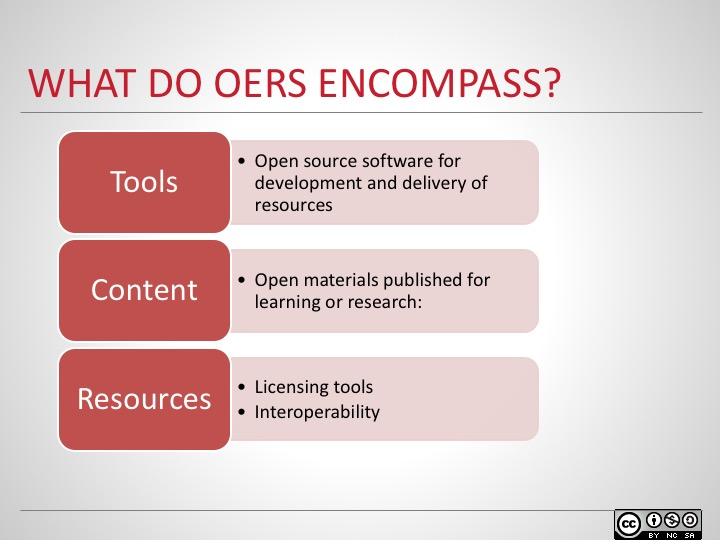 WHAT DO OERS ENCOMPASS?
Tools
• Open source software for
development and delivery of
resources
Content
• Open materials published for
learning or research:
Resources
• Licensing tools
• Interoperability
cc
BY NC SA